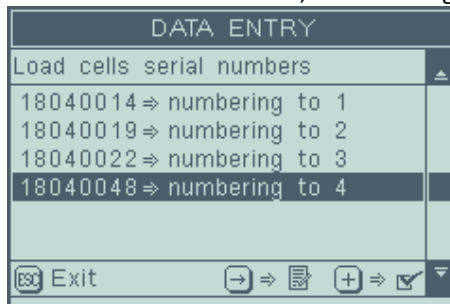 DATA ENTRY
Load cells serial numbers
18040014⇒ numbering to 1
18040019⇒ numbering to 2
18040022⇒ numbering to 3
18040048⇒ numbering to 4
ESC Exit → ⇒ + ⇒